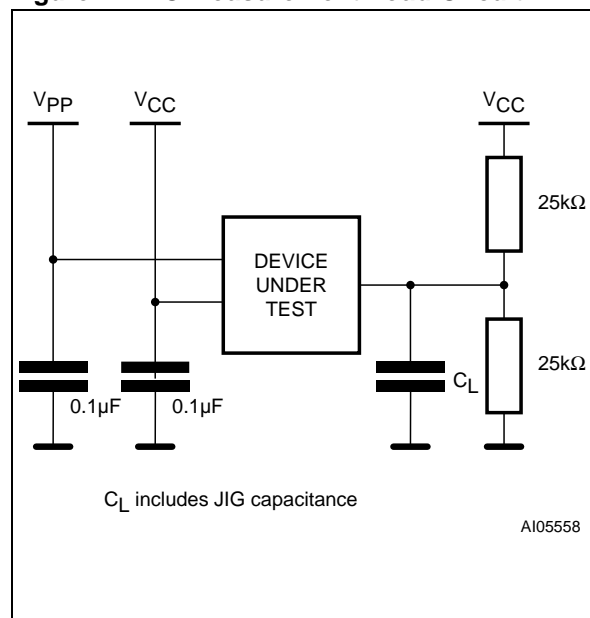 V_PP
V_CC
V_CC
25kΩ
DEVICE
UNDER
TEST
25kΩ
C_L
0.1µF
0.1µF
C_L includes JIG capacitance
AI05558